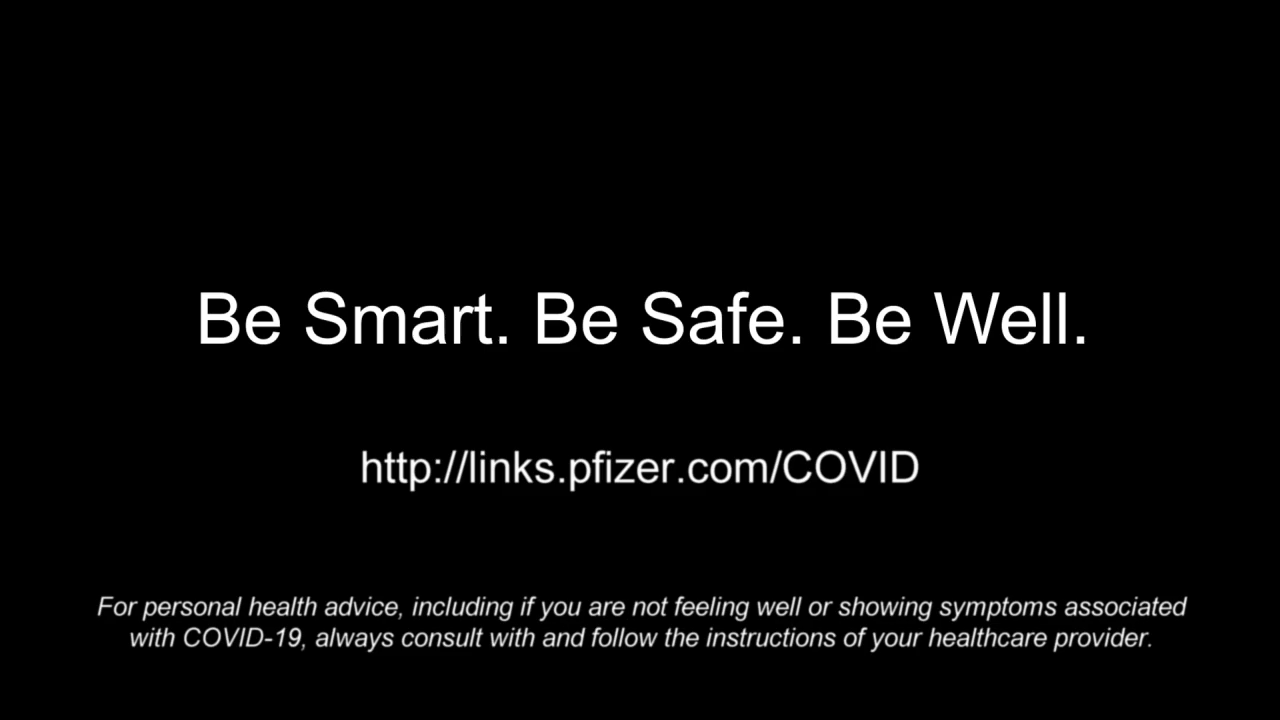 Be Smart. Be Safe. Be Well.
http://links.pfizer.com/COVID
For personal health advice, including if you are not feeling well or showing symptoms associated
with COVID-19, always consult with and follow the instructions of your healthcare provider.